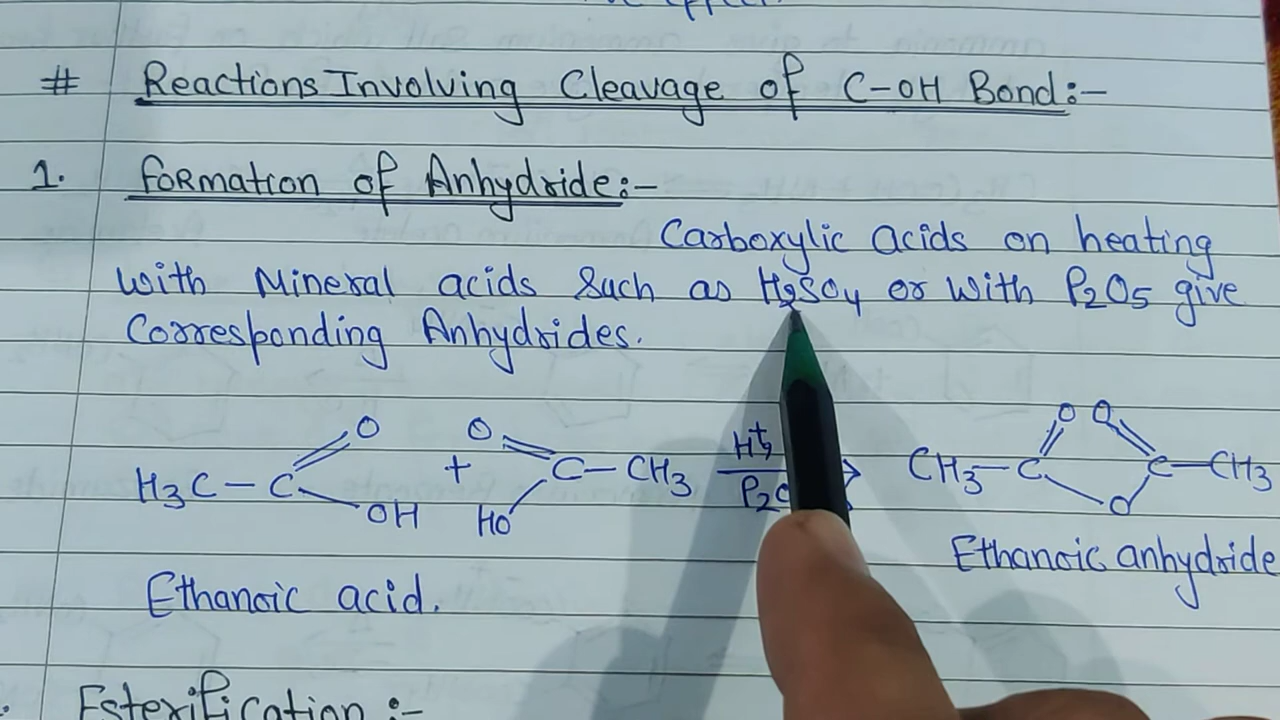 # Reactions Involving Cleavage of C-OH Bond:-
1. Formation of Anhydride:-
Carboxylic acids on heating
with Mineral acids such as H2SO4 or with P2O5 give
Corresponding Anhydrides.
O O O O
H3C-C + C-CH3 H+, CH3-C C-CH3
OH HO P2 O
Ethanoic acid. Ethanoic anhydride
Esterification :-